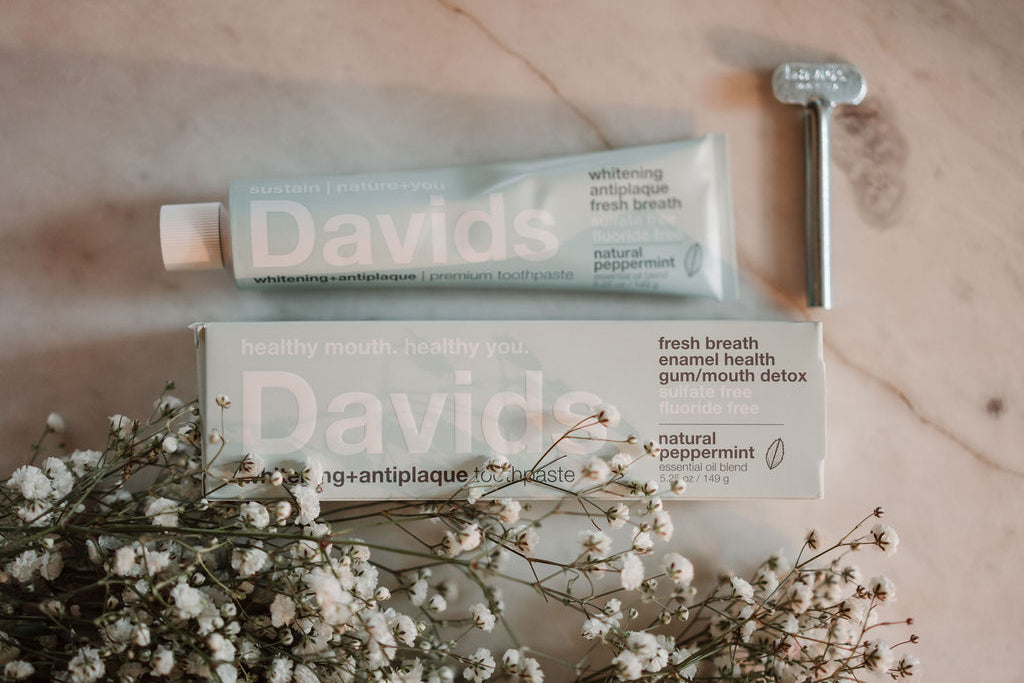 sustain | nature+you
Davids
whitening+antiplaque | premium toothpaste
whitening
antiplaque
fresh breath
sulfate free
fluoride free
natural
peppermint
essential oil blend
5.25 oz / 149 g
healthy mouth. healthy you.
Davids
whitening+antiplaque toothpaste
fresh breath
enamel health
gum/mouth detox
sulfate free
fluoride free
natural
peppermint
essential oil blend
5.25 oz / 149 g